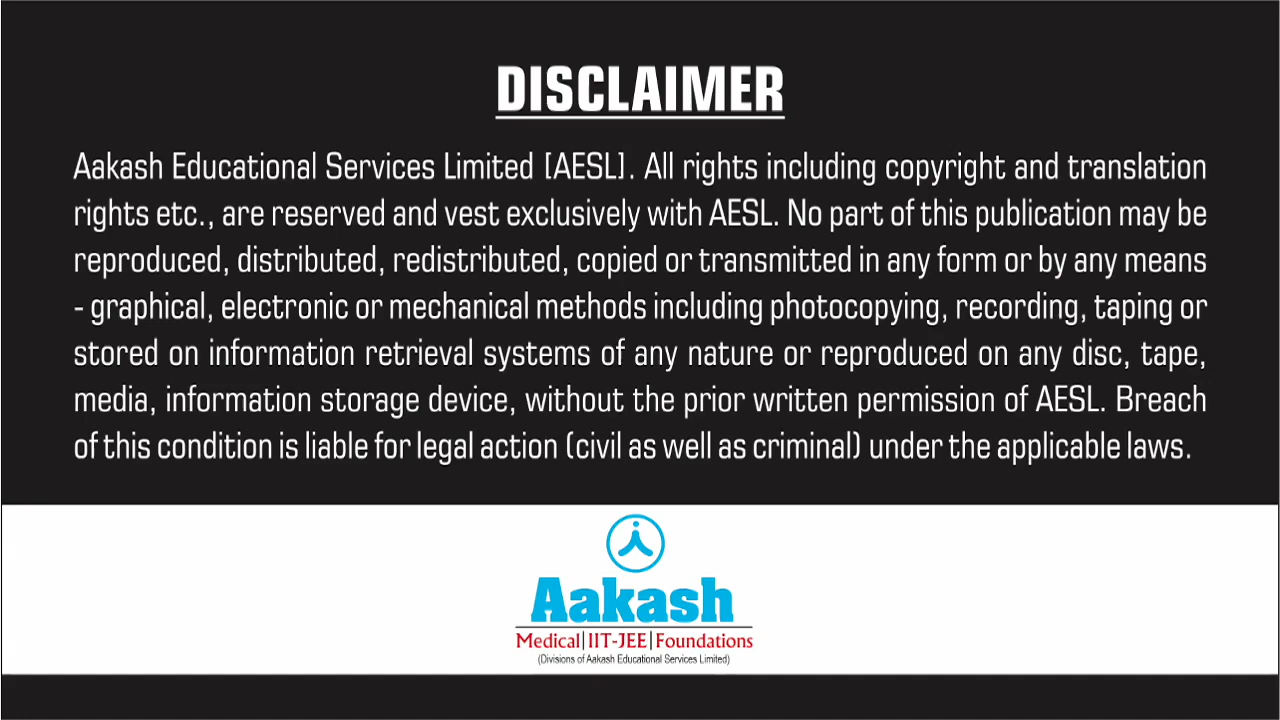 DISCLAIMER
Aakash Educational Services Limited [AESL]. All rights including copyright and translation
rights etc., are reserved and vest exclusively with AESL. No part of this publication may be
reproduced, distributed, redistributed, copied or transmitted in any form or by any means
- graphical, electronic or mechanical methods including photocopying, recording, taping or
stored on information retrieval systems of any nature or reproduced on any disc, tape,
media, information storage device, without the prior written permission of AESL. Breach
of this condition is liable for legal action (civil as well as criminal) under the applicable laws.
Aakash
Medical|IIT-JEE|Foundations
(Divisions of Aakash Educational Services Limited)